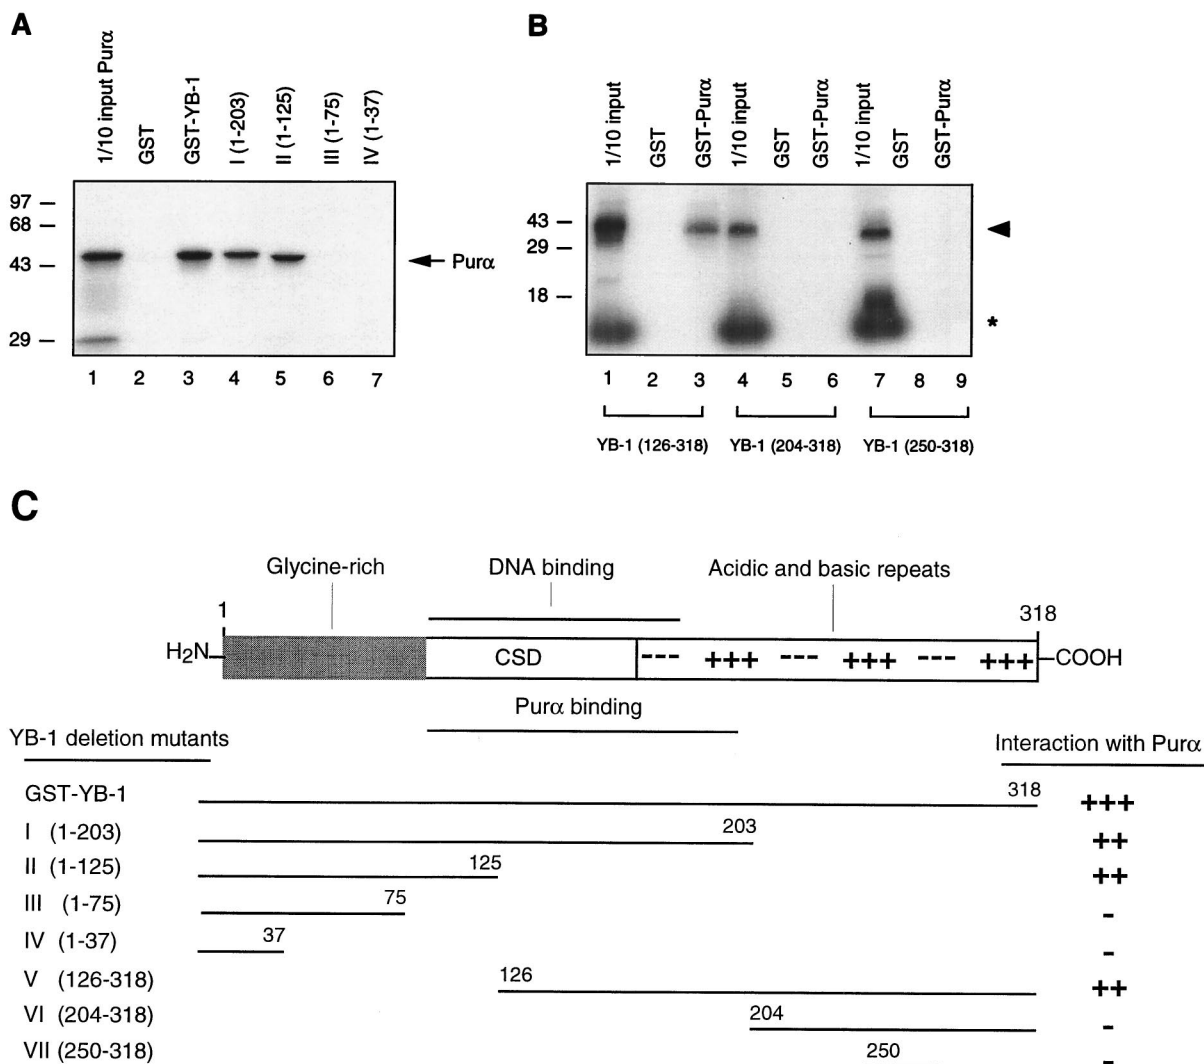 A
1/10 input Purα
GST
GST-YB-1
I (1-203)
II (1-125)
III (1-75)
IV (1-37)
97
68
43
29
Purα
1 2 3 4 5 6 7
B
1/10 input
GST
GST-Purα
1/10 input
GST
GST-Purα
1/10 input
GST
GST-Purα
43
29
18
*
1 2 3 4 5 6 7 8 9
YB-1 (126-318) YB-1 (204-318) YB-1 (250-318)
C
Glycine-rich DNA binding Acidic and basic repeats
1 318
H2N CSD --- +++ --- +++ --- +++ COOH
Purα binding
YB-1 deletion mutants Interaction with Purα
GST-YB-1 318 +++
I (1-203) 203 ++
II (1-125) 125 ++
III (1-75) 75 -
IV (1-37) 37 -
V (126-318) 126 ++
VI (204-318) 204 -
VII (250-318) 250 -